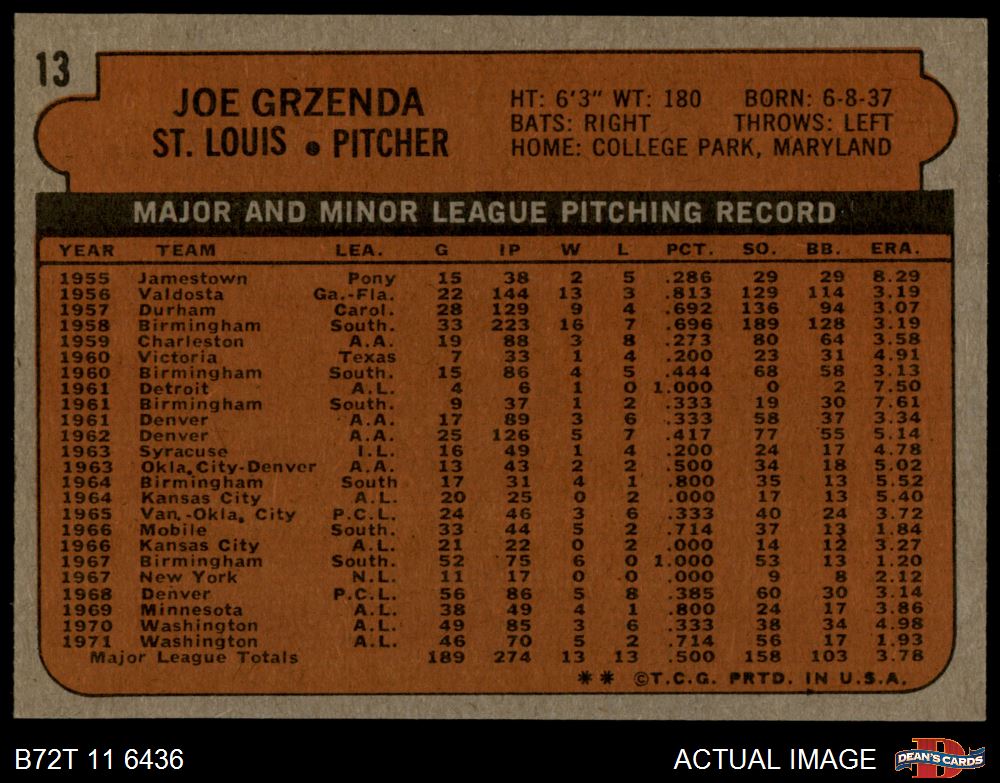 13
JOE GRZENDA
ST. LOUIS • PITCHER
HT: 6'3" WT: 180 BORN: 6-8-37
BATS: RIGHT THROWS: LEFT
HOME: COLLEGE PARK, MARYLAND
MAJOR AND MINOR LEAGUE PITCHING RECORD
YEAR TEAM LEA. G IP W L PCT. SO. BB. ERA.
1955 Jamestown Pony 15 38 2 5 .286 29 29 8.29
1956 Valdosta Ga.-Fla. 22 144 13 3 .813 129 114 3.19
1957 Durham Carol. 28 129 9 4 .692 136 94 3.07
1958 Birmingham South. 33 223 16 7 .696 189 128 3.19
1959 Charleston A.A. 19 88 3 8 .273 80 64 3.58
1960 Victoria Texas 7 33 1 4 .200 23 31 4.91
1960 Birmingham South. 15 86 4 5 .444 68 58 3.13
1961 Detroit A.L. 4 6 1 0 1.000 0 2 7.50
1961 Birmingham South. 9 37 1 2 .333 19 30 7.61
1961 Denver A.A. 17 89 3 6 .333 58 37 3.34
1962 Denver A.A. 25 126 5 7 .417 77 55 5.14
1963 Syracuse I.L. 16 49 1 4 .200 24 17 4.78
1963 Okla.City-Denver A.A. 13 43 2 2 .500 34 18 5.02
1964 Birmingham South 17 31 4 1 .800 35 13 5.52
1964 Kansas City A.L. 20 25 0 2 .000 17 13 5.40
1965 Van.-Okla. City P.C.L. 24 46 3 6 .333 40 24 3.72
1966 Mobile South. 33 44 5 2 .714 37 13 1.84
1966 Kansas City A.L. 21 22 0 2 .000 14 12 3.27
1967 Birmingham South. 52 75 6 0 1.000 53 13 1.20
1967 New York N.L. 11 17 0 0 .000 9 8 2.12
1968 Denver P.C.L. 56 86 5 8 .385 60 30 3.14
1969 Minnesota A.L. 38 49 4 1 .800 24 17 3.86
1970 Washington A.L. 49 85 3 6 .333 38 34 4.98
1971 Washington A.L. 46 70 5 2 .714 56 17 1.93
Major League Totals 189 274 13 13 .500 158 103 3.78
** ©T.C.G. PRTD. IN U.S.A.
B72T 11 6436
ACTUAL IMAGE
D
DEAN'S CARDS